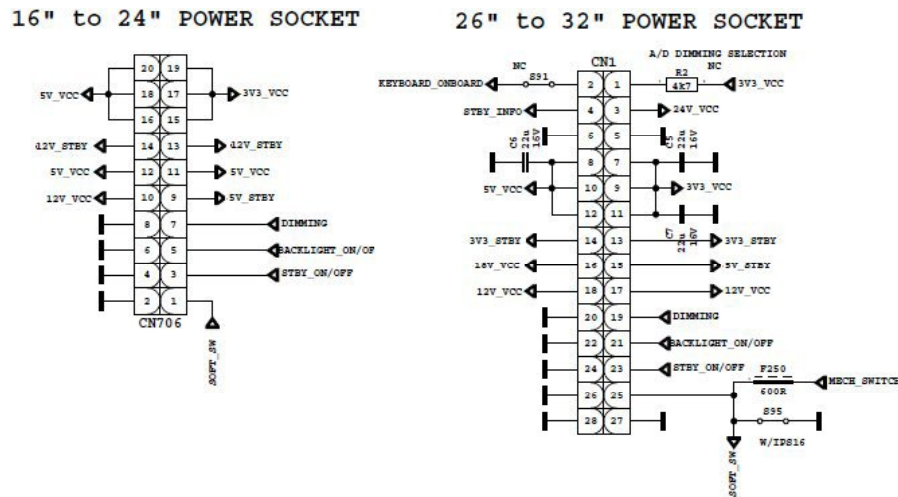 16" to 24" POWER SOCKET
20 19
5V_VCC 18 17 3V3_VCC
16 15
12V_STBY 14 13 12V_STBY
5V_VCC 12 11 5V_VCC
12V_VCC 10 9 5V_STBY
8 7 DIMMING
6 5 BACKLIGHT_ON/OF
4 3 STBY_ON/OFF
2 1
CN706
SOFT_SW
26" to 32" POWER SOCKET
A/D DIMMING SELECTION
CN1
NC R2 NC
KEYBOARD_ONBOARD S91 2 1 4k7 3V3_VCC
STBY_INFO 4 3 24V_VCC
C6 22u 16V 6 5 C5 22u 16V
8 7
5V_VCC 10 9 3V3_VCC
12 11 C7 22u 16V
3V3_STBY 14 13 3V3_STBY
16 15
12V_VCC 18 17 12V_VCC
20 19 DIMMING
22 21 BACKLIGHT_ON/OFF
24 23 STBY_ON/OFF
F250
600R MECH_SWITCH
26 25
S95
28 27
W/IPS16
SOFT_SW